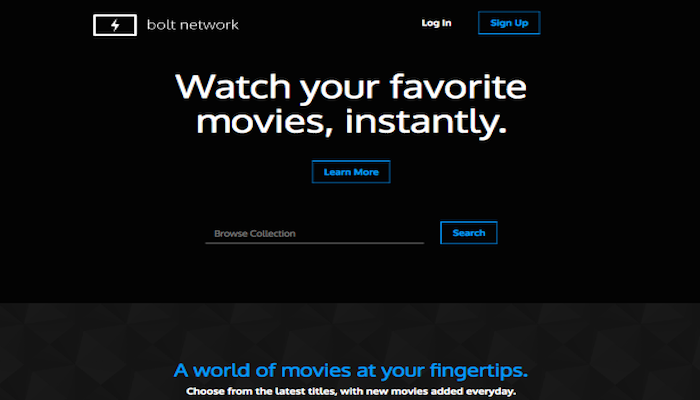 bolt network
Log In
Sign Up
Watch your favorite
movies, instantly.
Learn More
Browse Collection
Search
A world of movies at your fingertips.
Choose from the latest titles, with new movies added everyday.